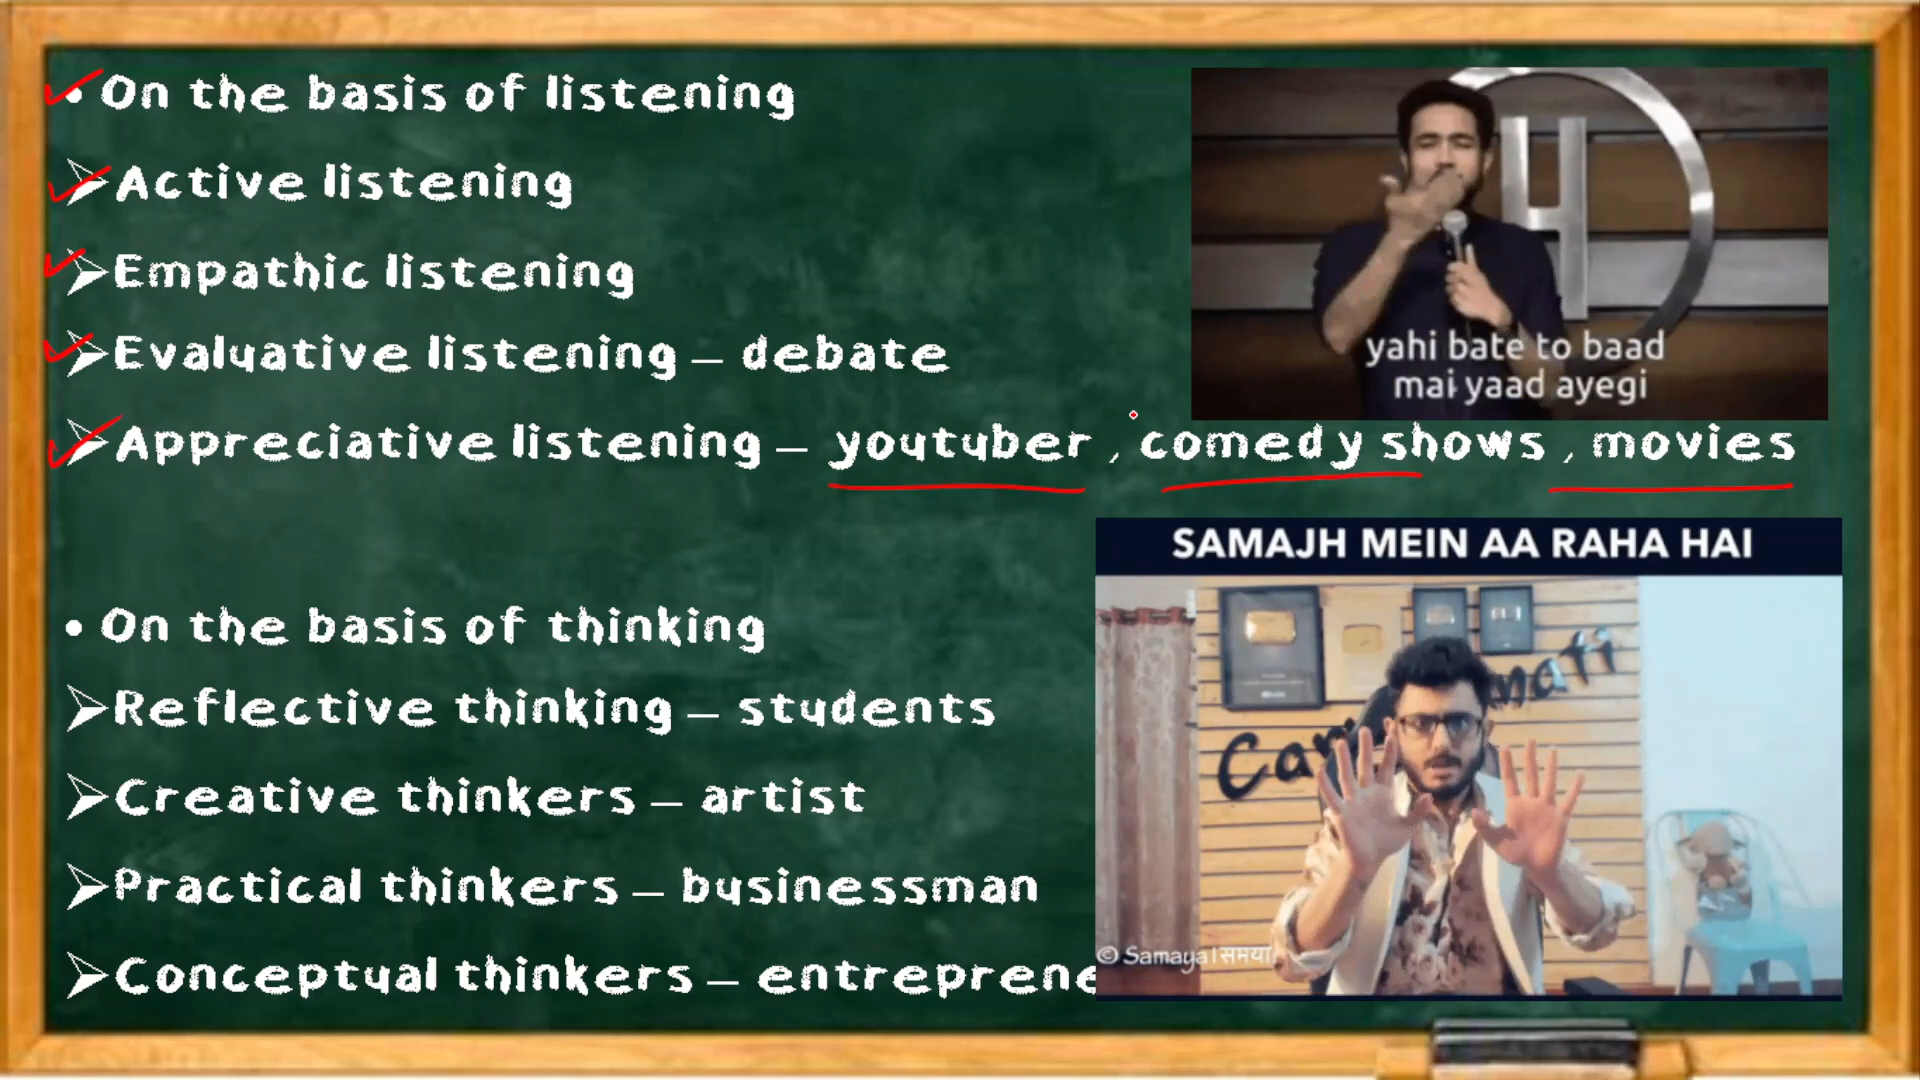 • On the basis of listening
➢Active listening
➢Empathic listening
➢Evaluative listening – debate
➢Appreciative listening – youtuber , comedy shows , movies
yahi bate to baad
mai yaad ayegi
SAMAJH MEIN AA RAHA HAI
• On the basis of thinking
➢Reflective thinking – students
➢Creative thinkers – artist
➢Practical thinkers – businessman
➢Conceptual thinkers – entreprene
© Samaya|समया